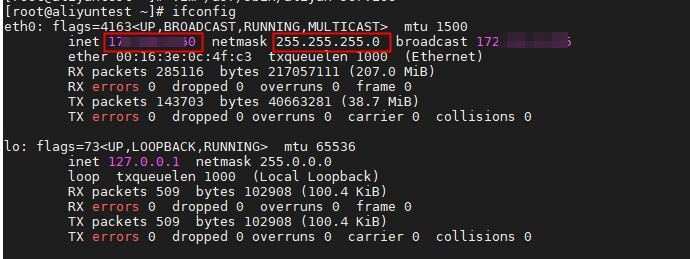 [root@aliyuntest ~]# ifconfig
eth0: flags=4163<UP,BROADCAST,RUNNING,MULTICAST>  mtu 1500
inet 17 60 netmask 255.255.255.0 broadcast 172
ether 00:16:3e:0c:4f:c3  txqueuelen 1000  (Ethernet)
RX packets 285116  bytes 217057111 (207.0 MiB)
RX errors 0  dropped 0  overruns 0  frame 0
TX packets 143703  bytes 40663281 (38.7 MiB)
TX errors 0  dropped 0 overruns 0  carrier 0  collisions 0
lo: flags=73<UP,LOOPBACK,RUNNING>  mtu 65536
inet 127.0.0.1  netmask 255.0.0.0
loop  txqueuelen 1000  (Local Loopback)
RX packets 509  bytes 102908 (100.4 KiB)
RX errors 0  dropped 0  overruns 0  frame 0
TX packets 509  bytes 102908 (100.4 KiB)
TX errors 0  dropped 0 overruns 0  carrier 0  collisions 0